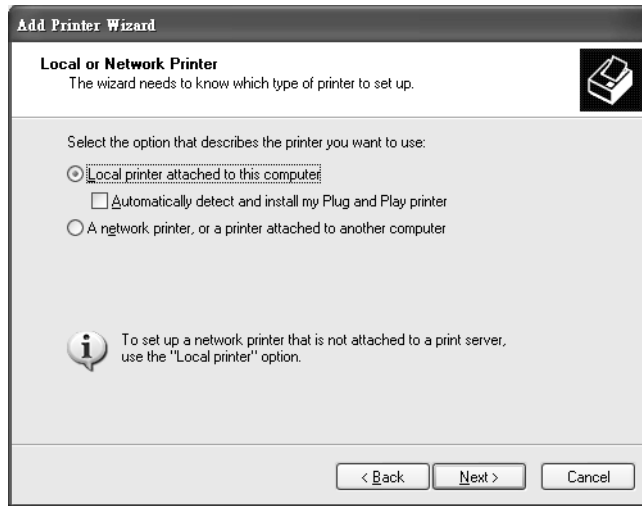 Add Printer Wizard
Local or Network Printer
The wizard needs to know which type of printer to set up.
Select the option that describes the printer you want to use:
Local printer attached to this computer
Automatically detect and install my Plug and Play printer
A network printer, or a printer attached to another computer
To set up a network printer that is not attached to a print server,
use the "Local printer" option.
< Back Next > Cancel